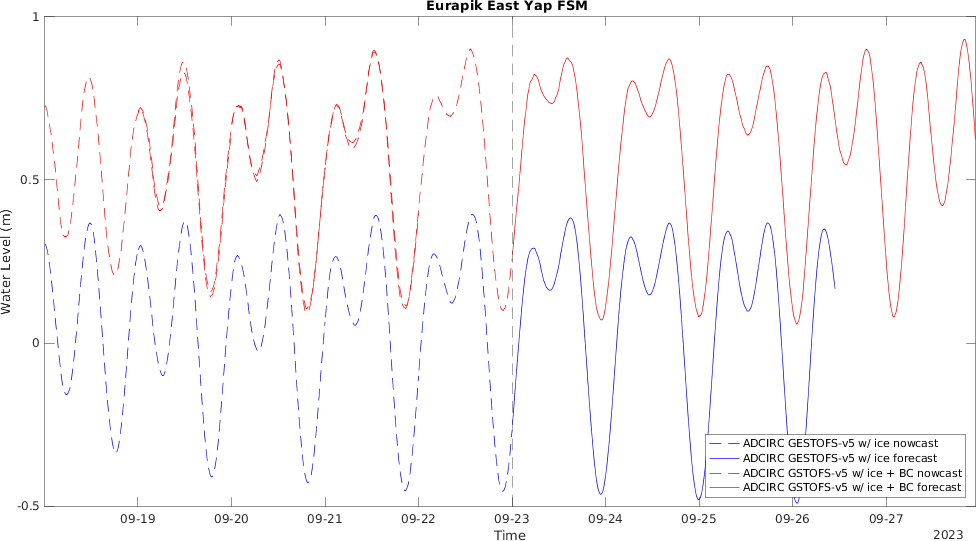 Eurapik East Yap FSM
1
0.5
0
-0.5
Water Level (m)
09-19
09-20
09-21
09-22
09-23
09-24
09-25
09-26
09-27
Time
2023
ADCIRC GESTOFS-v5 w/ ice nowcast
ADCIRC GESTOFS-v5 w/ ice forecast
ADCIRC GSTOFS-v5 w/ ice + BC nowcast
ADCIRC GSTOFS-v5 w/ ice + BC forecast